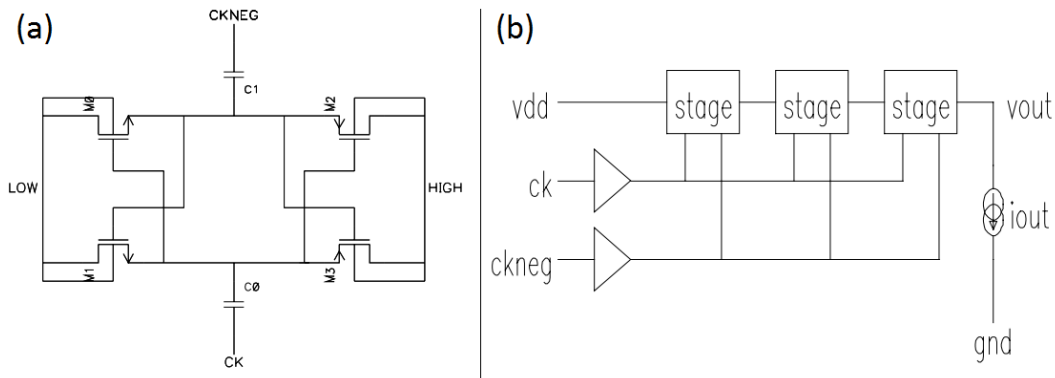 (a)
CKNEG
C1
M0
M2
LOW
HIGH
M1
M3
C0
CK
(b)
vdd
stage
stage
stage
vout
ck
iout
ckneg
gnd